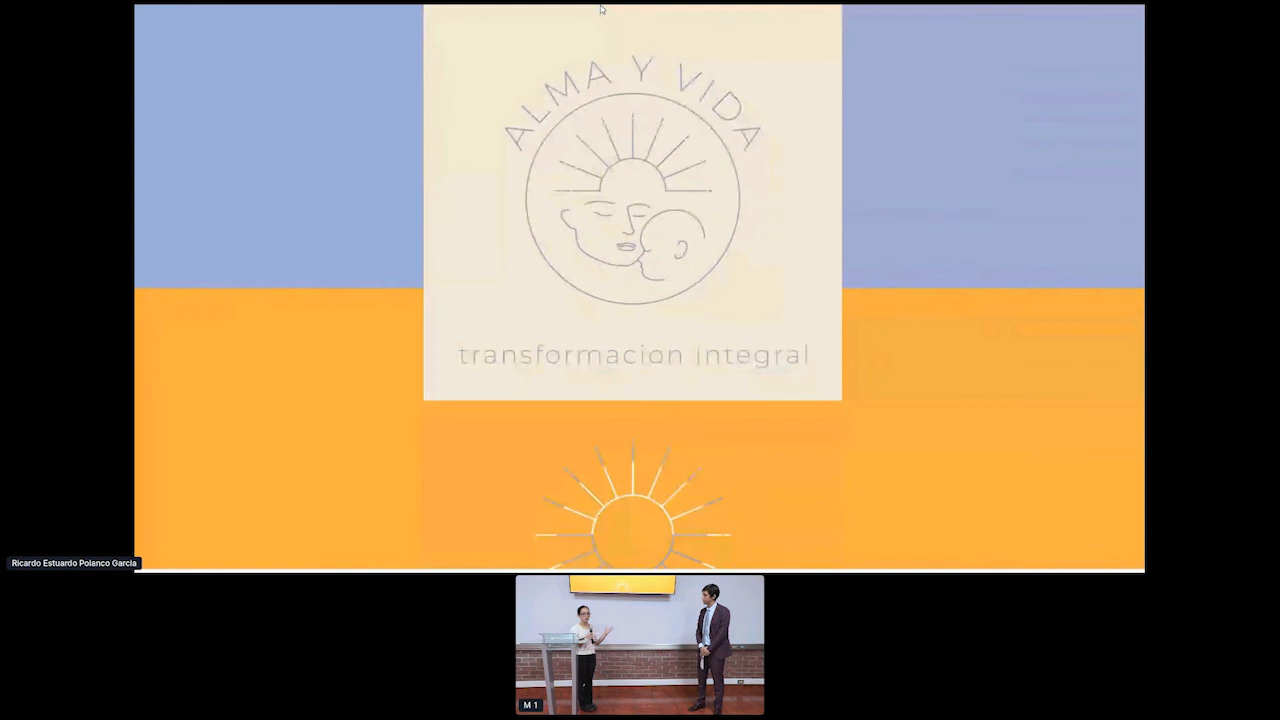 ALMA Y VIDA
transformacion integral
Ricardo Estuardo Polanco Garcia
M 1